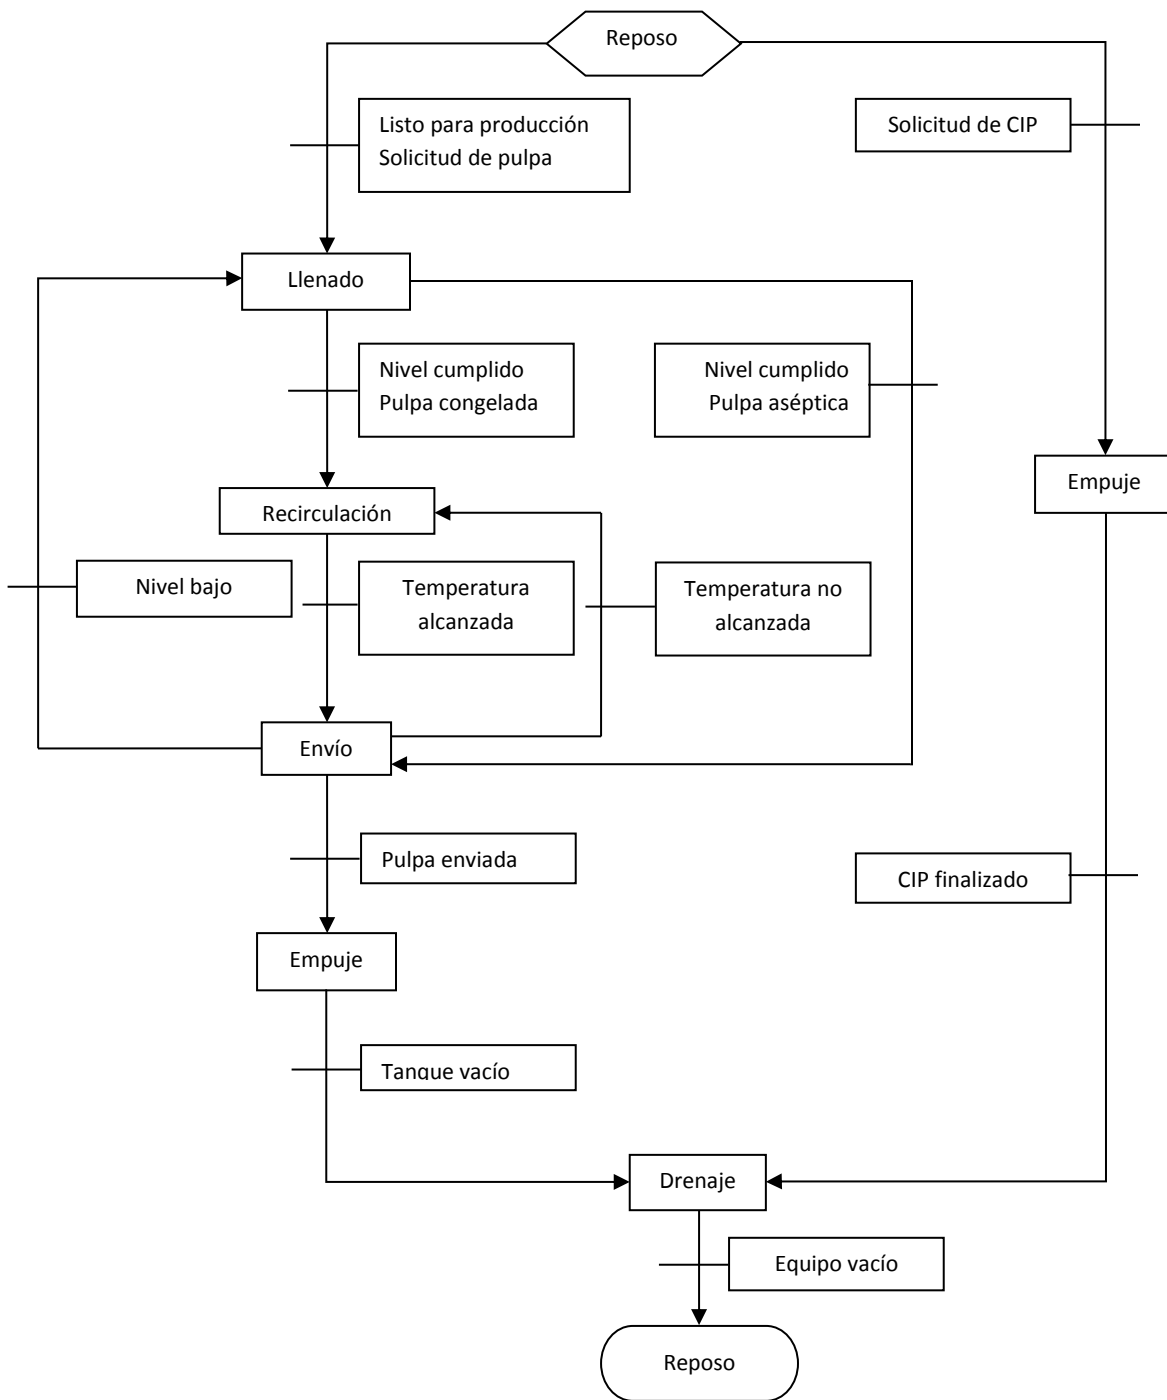 Reposo
Listo para producción
Solicitud de pulpa
Solicitud de CIP
Llenado
Nivel cumplido
Pulpa congelada
Nivel cumplido
Pulpa aséptica
Empuje
Recirculación
Nivel bajo
Temperatura
alcanzada
Temperatura no
alcanzada
Envío
Pulpa enviada
CIP finalizado
Empuje
Tanque vacío
Drenaje
Equipo vacío
Reposo